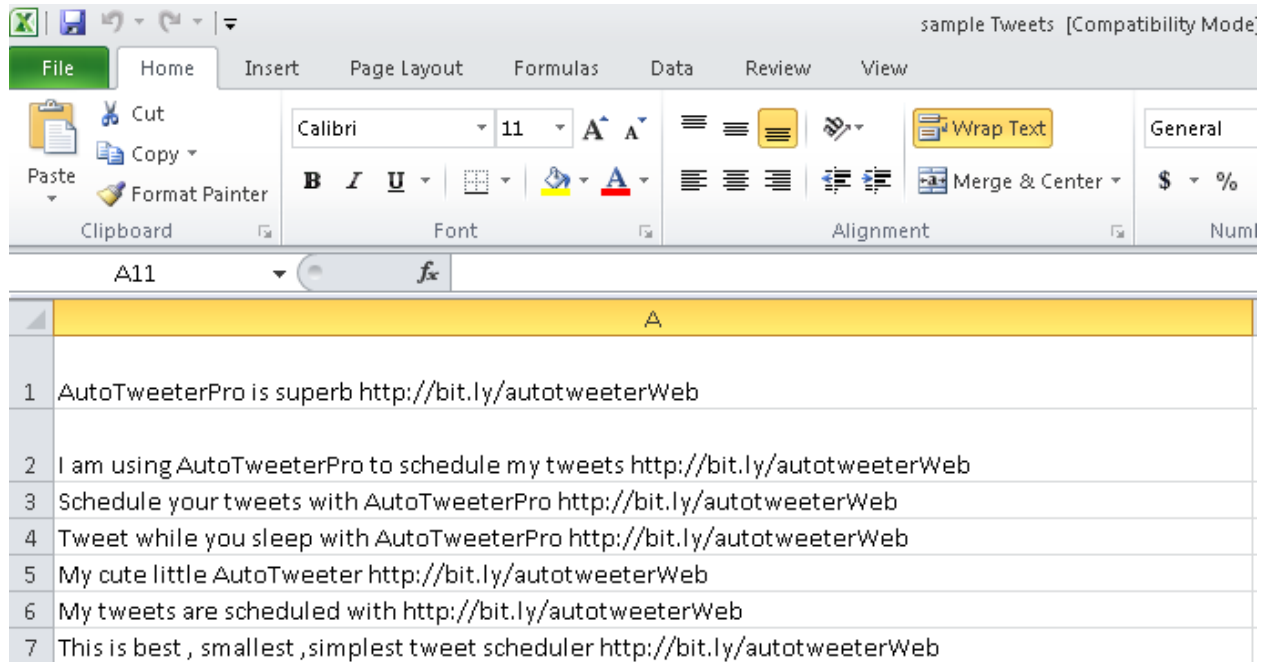 sample Tweets [Compatibility Mode]
File Home Insert Page Layout Formulas Data Review View
Cut
Calibri 11 A A Wrap Text General
Copy
Paste
B I U A Merge & Center $ %
Format Painter
Clipboard Font Alignment Num
A11 fx
A
1 AutoTweeterPro is superb http://bit.ly/autotweeterWeb
2 I am using AutoTweeterPro to schedule my tweets http://bit.ly/autotweeterWeb
3 Schedule your tweets with AutoTweeterPro http://bit.ly/autotweeterWeb
4 Tweet while you sleep with AutoTweeterPro http://bit.ly/autotweeterWeb
5 My cute little AutoTweeter http://bit.ly/autotweeterWeb
6 My tweets are scheduled with http://bit.ly/autotweeterWeb
7 This is best , smallest ,simplest tweet scheduler http://bit.ly/autotweeterWeb